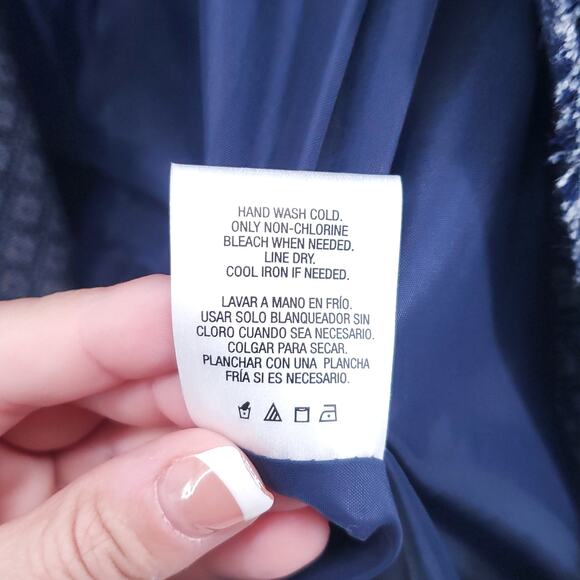 HAND WASH COLD.
ONLY NON-CHLORINE
BLEACH WHEN NEEDED.
LINE DRY.
COOL IRON IF NEEDED.
LAVAR A MANO EN FRÍO.
USAR SOLO BLANQUEADOR SIN
CLORO CUANDO SEA NECESARIO.
COLGAR PARA SECAR.
PLANCHAR CON UNA PLANCHA
FRÍA SI ES NECESARIO.